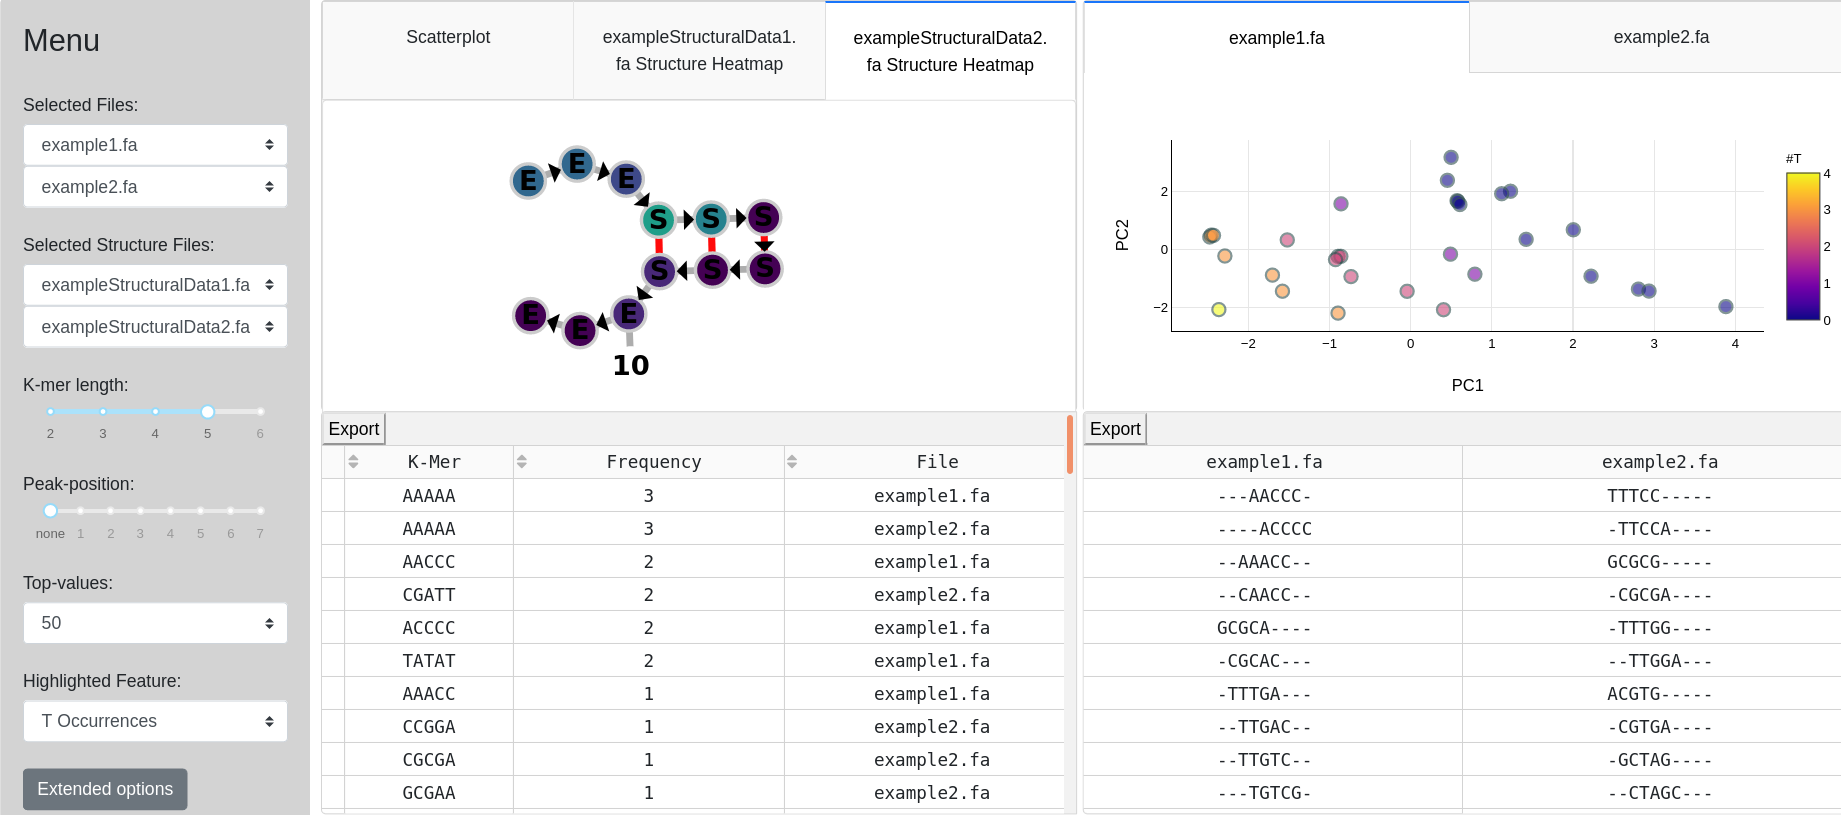 Menu
Selected Files:
example1.fa
example2.fa
Selected Structure Files:
exampleStructuralData1.fa
exampleStructuralData2.fa
K-mer length:
2 3 4 5 6
Peak-position:
none 1 2 3 4 5 6 7
Top-values:
50
Highlighted Feature:
T Occurrences
Extended options
Scatterplot
exampleStructuralData1.
fa Structure Heatmap
exampleStructuralData2.
fa Structure Heatmap
E E E
S S S
S S S
E E E
10
Export
K-Mer Frequency File
AAAAA 3 example1.fa
AAAAA 3 example2.fa
AACCC 2 example1.fa
CGATT 2 example2.fa
ACCCC 2 example1.fa
TATAT 2 example1.fa
AAACC 1 example1.fa
CCGGA 1 example2.fa
CGCGA 1 example2.fa
GCGAA 1 example2.fa
example1.fa
example2.fa
PC2
2
0
−2
−2 −1 0 1 2 3 4
PC1
#T
4
3
2
1
0
Export
example1.fa example2.fa
---AACCC- TTTCC-----
----ACCCC -TTCCA----
--AAACC-- GCGCG-----
--CAACC-- -CGCGA----
GCGCA---- -TTTGG----
-CGCAC--- --TTGGA---
-TTTGA--- ACGTG-----
--TTGAC-- -CGTGA----
--TTGTC-- -GCTAG----
---TGTCG- --CTAGC---